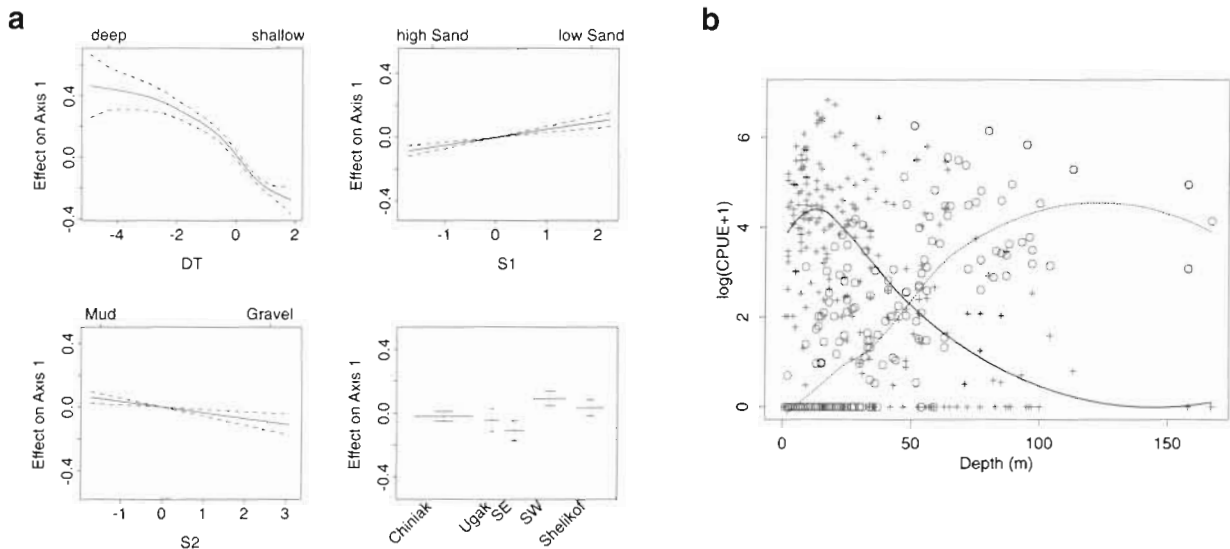 a
deep shallow
Effect on Axis 1
0.4
0.0
-0.4
-4 -2 0 2
DT
high Sand low Sand
Effect on Axis 1
0.4
0.0
-0.4
-1 0 1 2
S1
Mud Gravel
Effect on Axis 1
0.4
0.0
-0.4
-1 0 1 2 3
S2
Effect on Axis 1
0.4
0.0
-0.4
Chiniak Ugak SE SW Shelikof
b
log(CPUE+1)
6
4
2
0
0 50 100 150
Depth (m)